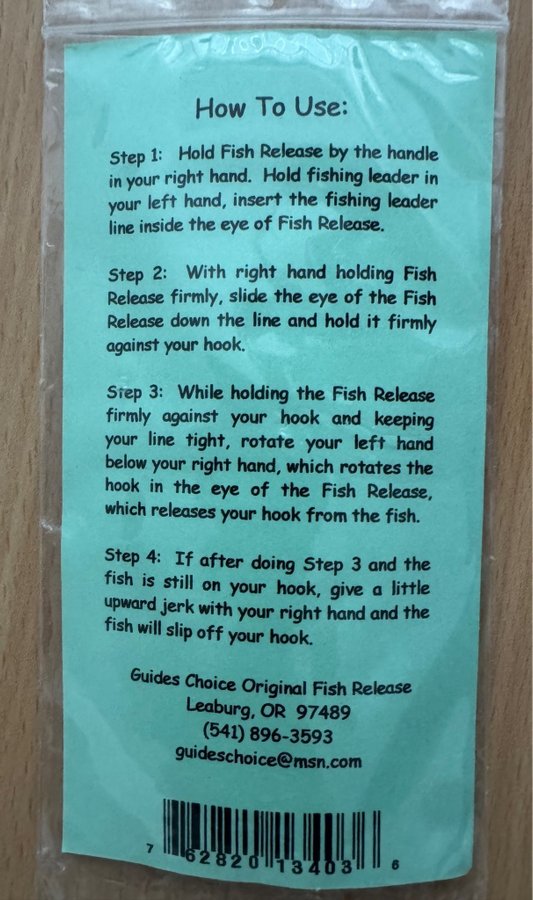 How To Use:
Step 1: Hold Fish Release by the handle
in your right hand. Hold fishing leader in
your left hand, insert the fishing leader
line inside the eye of Fish Release.
Step 2: With right hand holding Fish
Release firmly, slide the eye of the Fish
Release down the line and hold it firmly
against your hook.
Step 3: While holding the Fish Release
firmly against your hook and keeping
your line tight, rotate your left hand
below your right hand, which rotates the
hook in the eye of the Fish Release,
which releases your hook from the fish.
Step 4: If after doing Step 3 and the
fish is still on your hook, give a little
upward jerk with your right hand and the
fish will slip off your hook.
Guides Choice Original Fish Release
Leaburg, OR 97489
(541) 896-3593
guideschoice@msn.com
7 62820 13403 6